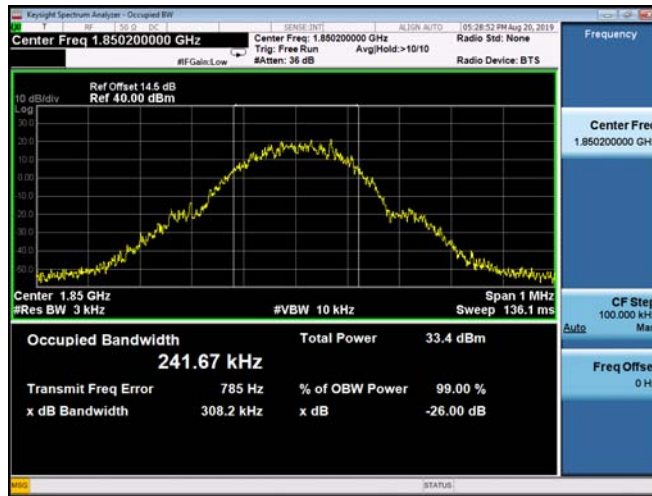 Keysight Spectrum Analyzer - Occupied BW
T RF 50 Ω DC SENSE:INT ALIGN AUTO 05:28:52 PM Aug 20, 2019
Center Freq 1.850200000 GHz
Center Freq: 1.850200000 GHz
Radio Std: None
Trig: Free Run Avg|Hold:>10/10
#IFGain:Low #Atten: 36 dB Radio Device: BTS
Frequency
Ref Offset 14.5 dB
10 dB/div Ref 40.00 dBm
Log
30.0
20.0
10.0
0.00
-10.0
-20.0
-30.0
-40.0
-50.0
Center 1.85 GHz Span 1 MHz
#Res BW 3 kHz #VBW 10 kHz Sweep 136.1 ms
Occupied Bandwidth Total Power 33.4 dBm
241.67 kHz
Transmit Freq Error 785 Hz % of OBW Power 99.00 %
x dB Bandwidth 308.2 kHz x dB -26.00 dB
Center Fre
1.850200000 GH
CF Step
100.000 kH
Auto Ma
Freq Offse
0 H
MSG STATUS